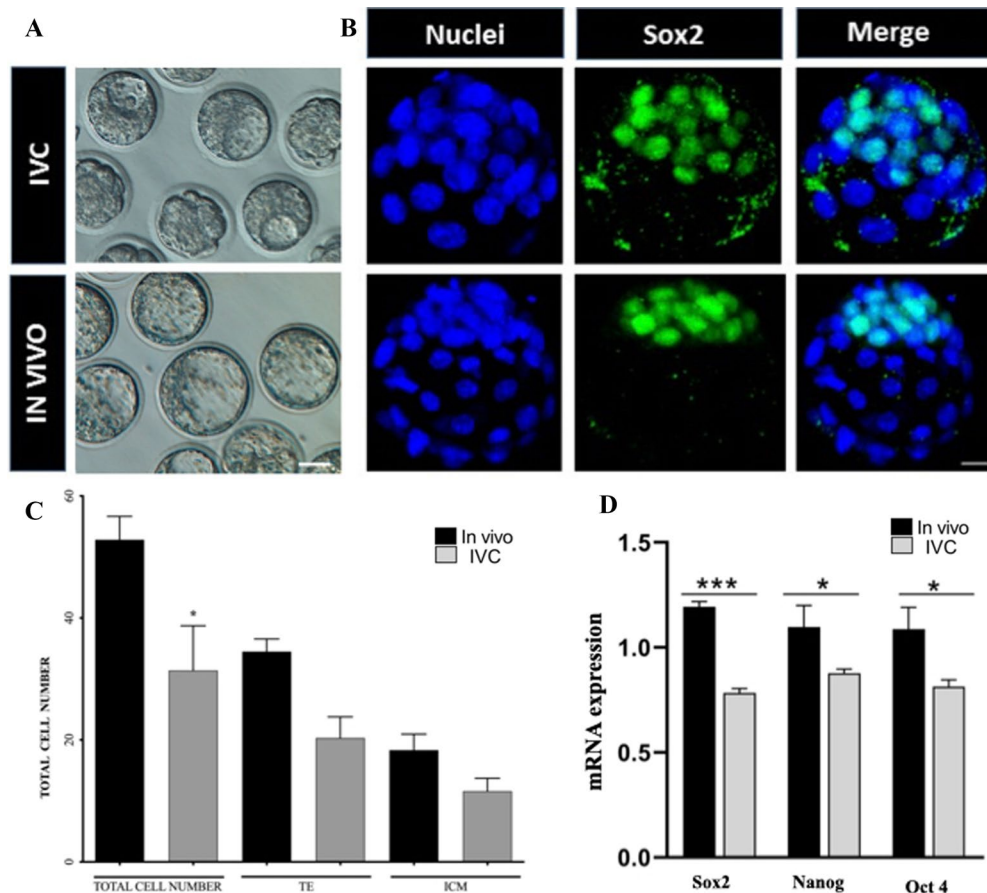 A
B
Nuclei
Sox2
Merge
IVC
IN VIVO
C
In vivo
IVC
TOTAL CELL NUMBER
60
40
20
0
*
TOTAL CELL NUMBER
TE
ICM
D
In vivo
IVC
mRNA expression
1.5
1.0
0.5
0.0
***
*
*
Sox2
Nanog
Oct 4